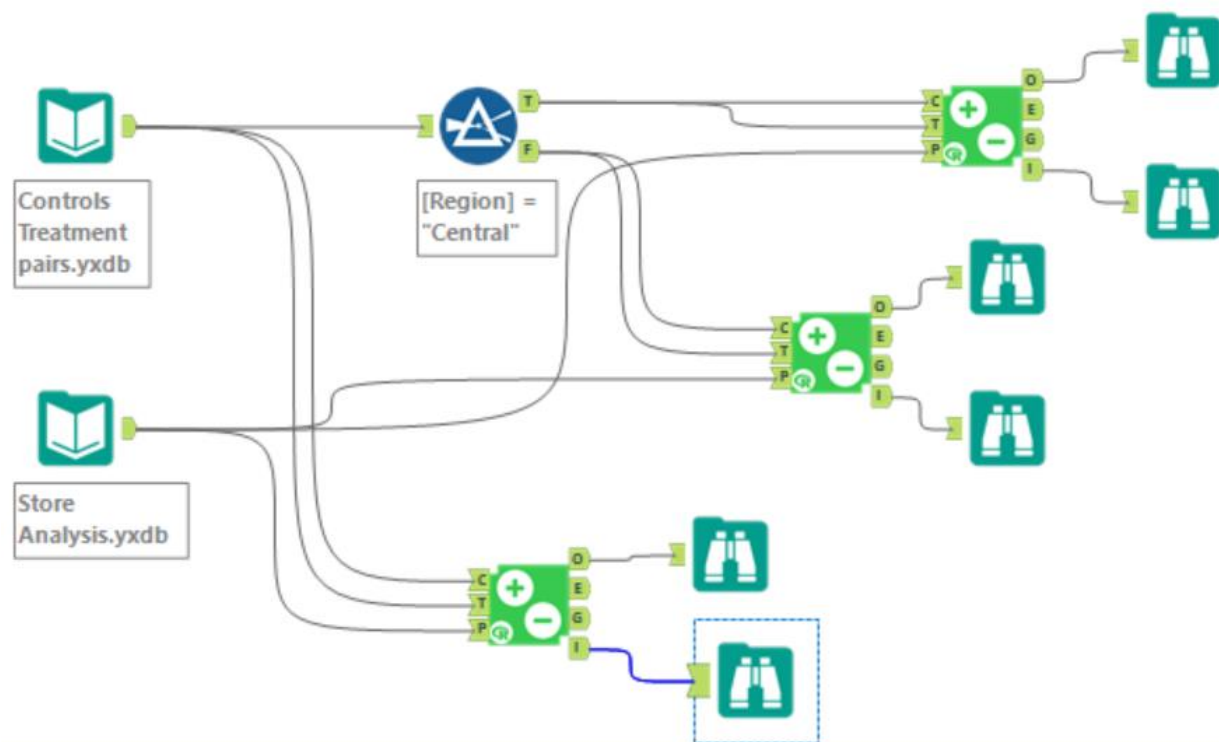 Controls
Treatment
pairs.yxdb
T
F
[Region] =
"Central"
C
T
P
R
O
E
G
I
C
T
P
R
O
E
G
I
Store
Analysis.yxdb
C
T
P
R
O
E
G
I